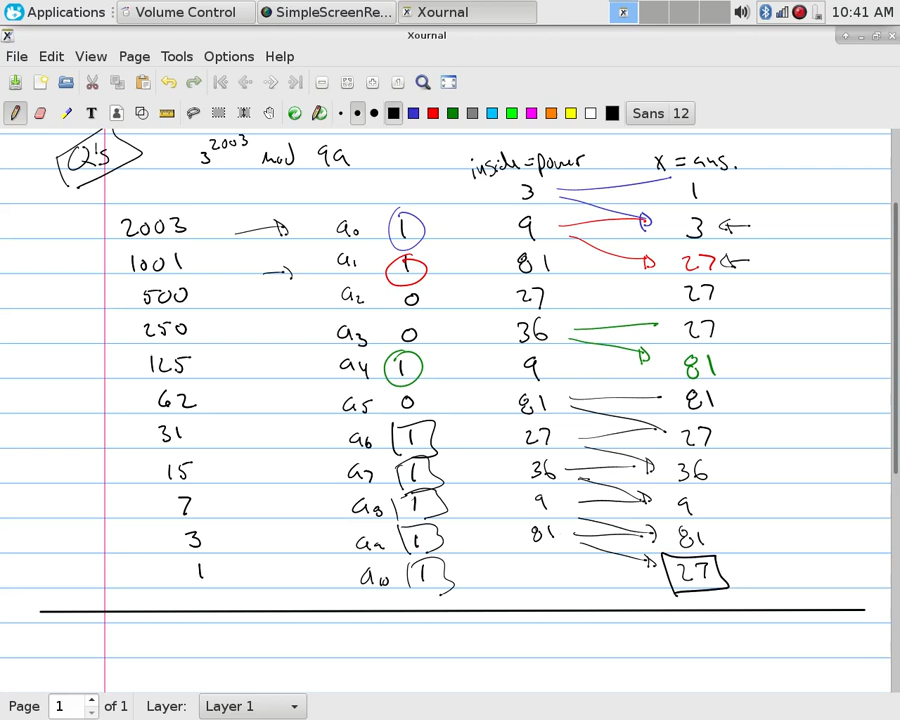 Applications Volume Control SimpleScreenRe... Xournal 10:41 AM
Xournal
File Edit View Page Tools Options Help
Sans 12
Q's 3^2003 mod 99 inside=power x = ans.
3 1
2003 a0 1 9 3
1001 a1 1 81 27
500 a2 0 27 27
250 a3 0 36 27
125 a4 1 9 81
62 a5 0 81 81
31 a6 1 27 27
15 a7 1 36 36
7 a8 1 9 9
3 a9 1 81 81
1 a10 1 27
Page 1 of 1 Layer: Layer 1